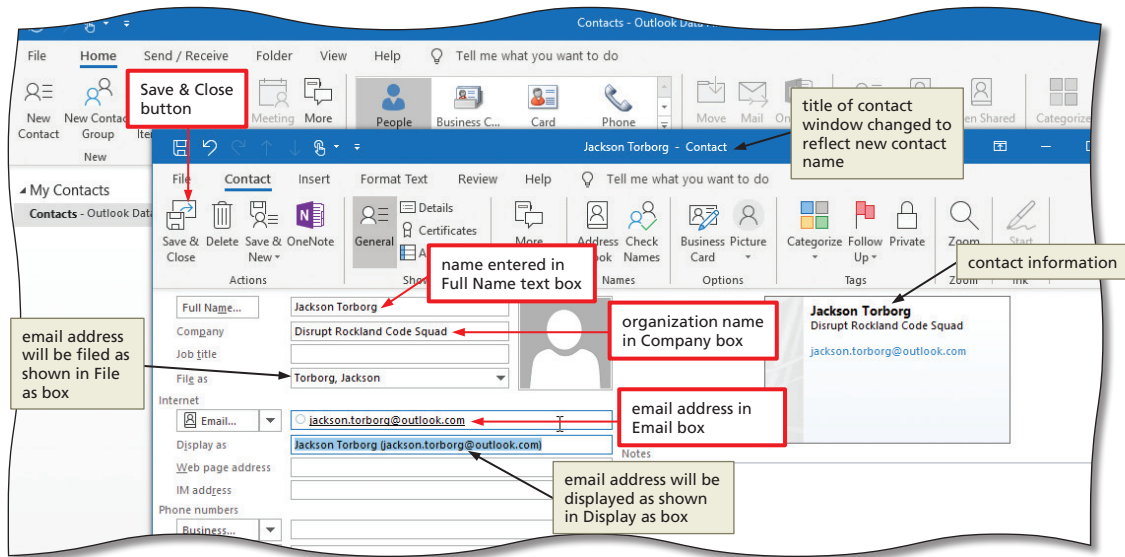 Contacts - Outlook Data
File Home Send / Receive Folder View Help Tell me what you want to do
New Contact
New Contact Group
New
Meeting More
People Business C... Card Phone
Move Mail
Shared
Categorize
Save & Close button
title of contact window changed to reflect new contact name
My Contacts
Contacts - Outlook Data
Jackson Torborg - Contact
File Contact Insert Format Text Review Help Tell me what you want to do
Save & Close
Delete
Save & New
OneNote
Actions
General
Details
Certificates
More
Address
Check Names
Names
Business Card
Picture
Options
Categorize
Follow Up
Private
Tags
Zoom
Zoom
Start
Ink
name entered in Full Name text box
contact information
Full Name... Jackson Torborg
Company Disrupt Rockland Code Squad
Job title
File as Torborg, Jackson
organization name in Company box
Jackson Torborg
Disrupt Rockland Code Squad
jackson.torborg@outlook.com
email address will be filed as shown in File as box
Internet
Email... jackson.torborg@outlook.com
email address in Email box
Display as Jackson Torborg (jackson.torborg@outlook.com)
Notes
Web page address
IM address
email address will be displayed as shown in Display as box
Phone numbers
Business...